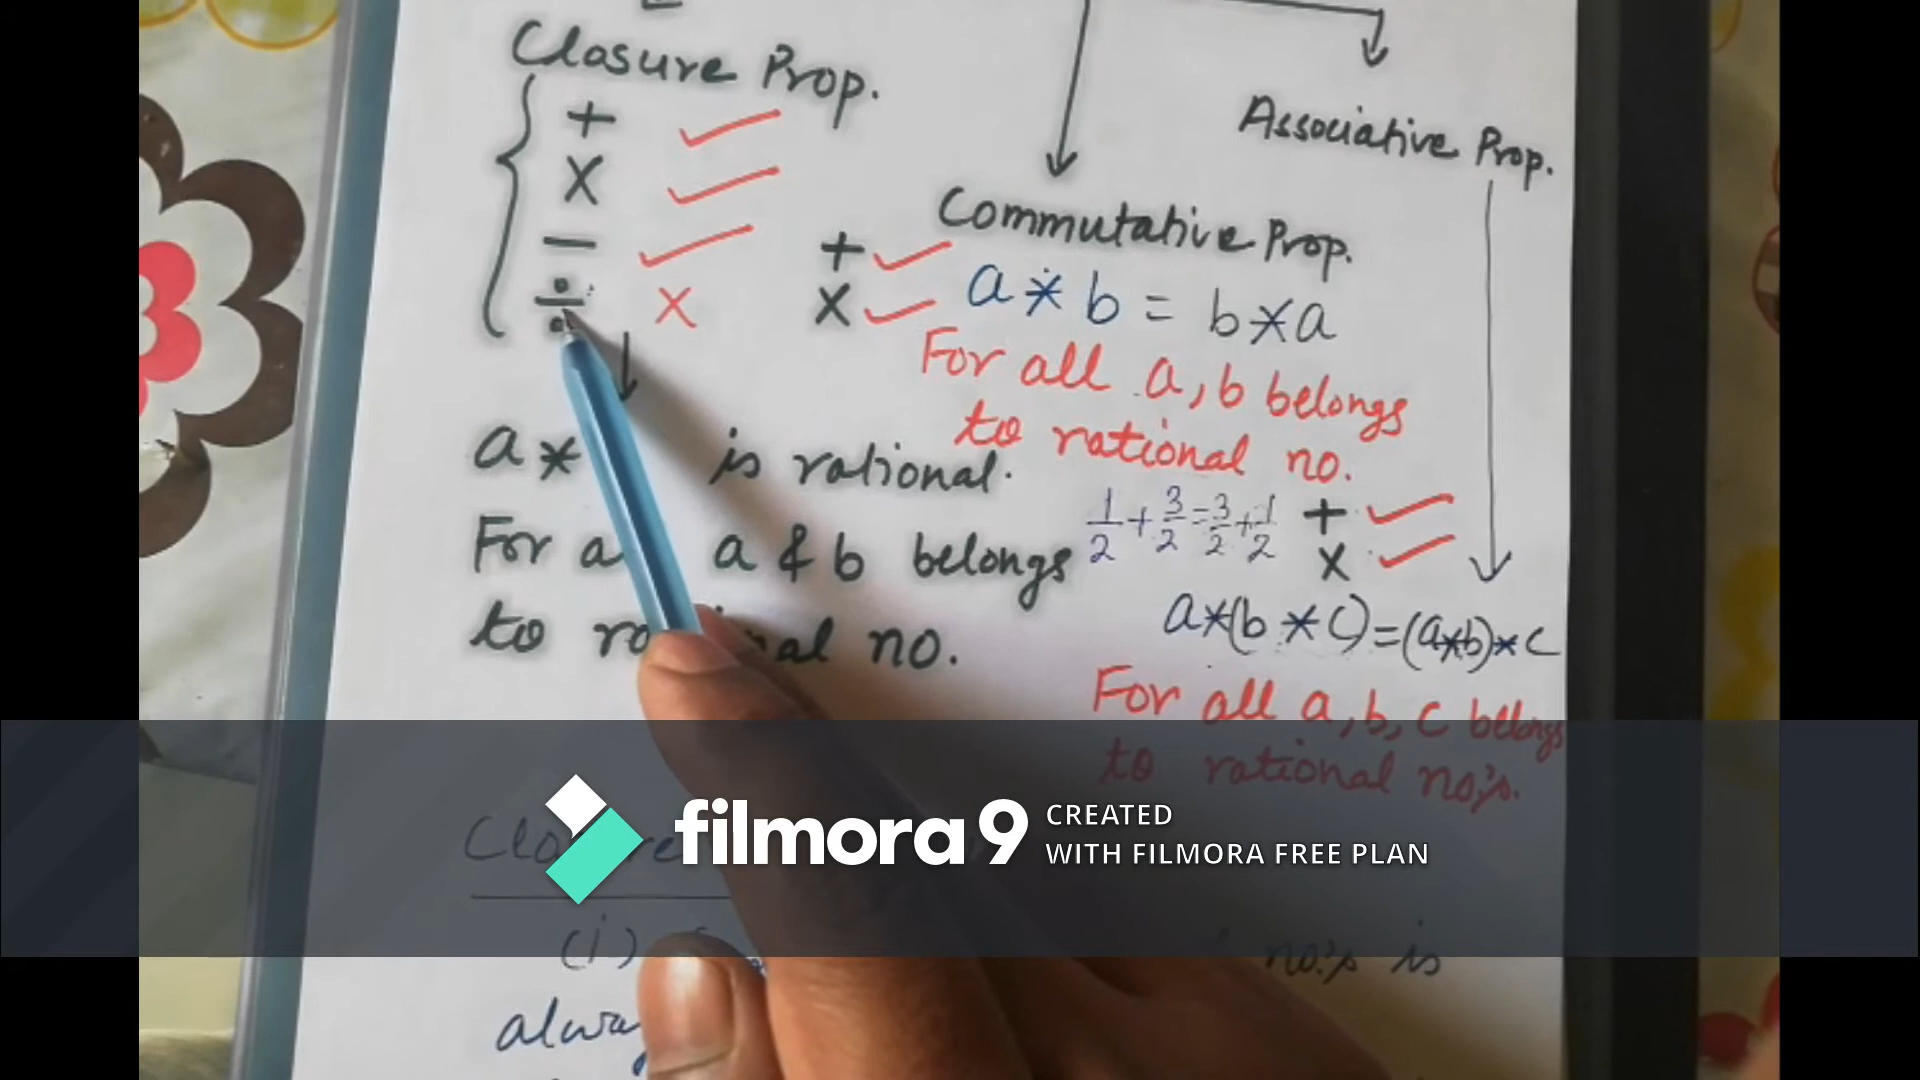 Closure Prop.
+ ✓
× ✓
− ✓
÷ ×
a *
is rational.
For a
a & b belongs
to
no.
Commutative Prop.
+ ✓
× ✓
a * b = b * a
For all a, b belongs
to rational no.
1/2 + 3/2 = 3/2 + 1/2
Associative Prop.
+ ✓
× ✓
a*(b * c) = (a*b)* c
For all a, b, c belongs
to rational no;s.
filmora9
CREATED
WITH FILMORA FREE PLAN
(i)
no:s is